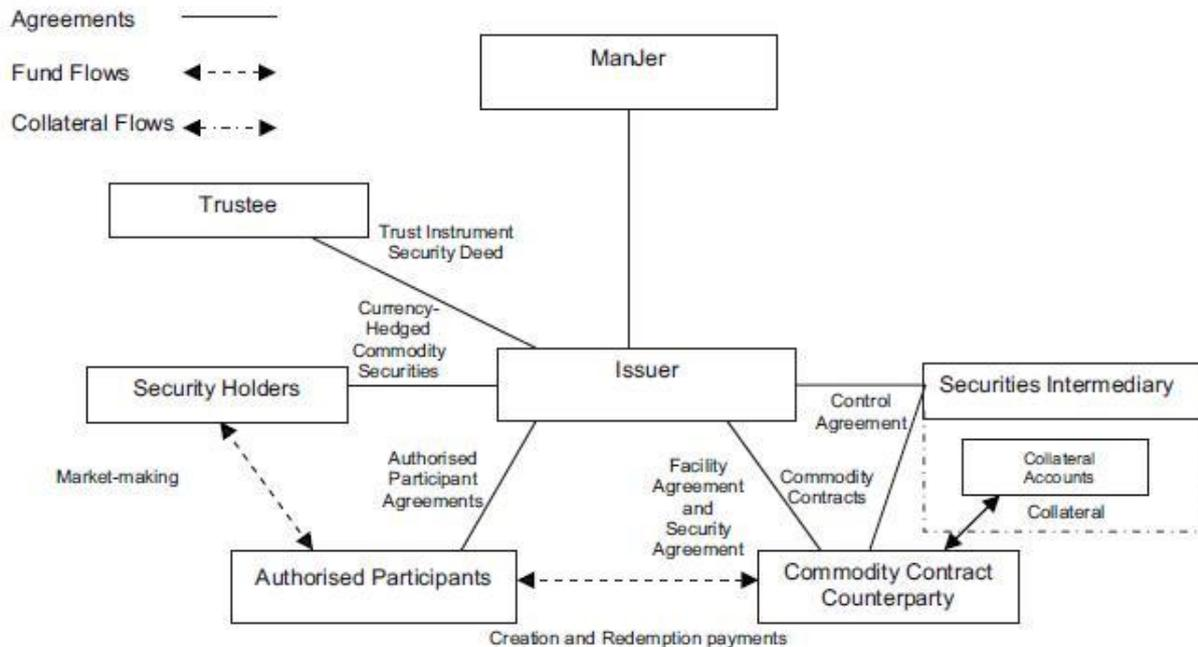 Agreements
Fund Flows
Collateral Flows
ManJer
Trustee
Trust Instrument
Security Deed
Currency-
Hedged
Commodity
Securities
Issuer
Security Holders
Securities Intermediary
Control
Agreement
Collateral
Accounts
Collateral
Market-making
Authorised
Participant
Agreements
Facility
Agreement
and
Security
Agreement
Commodity
Contracts
Authorised Participants
Commodity Contract
Counterparty
Creation and Redemption payments